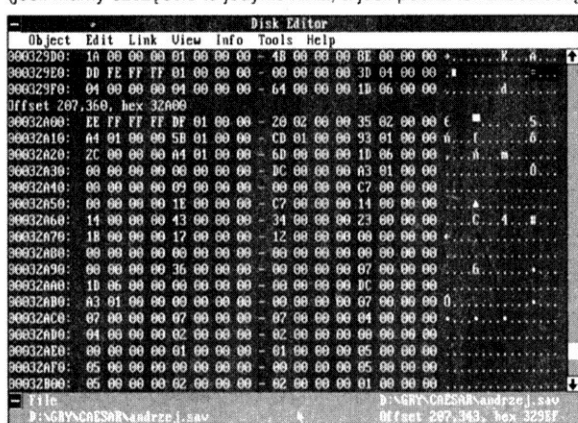 Disk Editor
Object Edit Link View Info Tools Help
000329D0: 1A 00 00 00 01 00 00 00 - 4B 00 00 00 8E 00 00 00
000329E0: DD FE FF FF 01 00 00 00 - 00 00 00 00 3D 04 00 00
000329F0: 04 00 00 00 04 00 00 00 - 64 00 00 00 1D 06 00 00
Offset 207,360, hex 32A00
00032A00: EE FF FF FF DF 01 00 00 - 20 02 00 00 35 02 00 00
00032A10: A4 01 00 00 5B 01 00 00 - CD 01 00 00 93 01 00 00
00032A20: 2C 00 00 00 A4 01 00 00 - 6D 00 00 00 1D 06 00 00
00032A30: 00 00 00 00 00 00 00 00 - DC 00 00 00 A3 01 00 00
00032A40: 00 00 00 00 09 00 00 00 - 00 00 00 00 C7 00 00 00
00032A50: 00 00 00 00 1E 00 00 00 - C7 00 00 00 14 00 00 00
00032A60: 14 00 00 00 43 00 00 00 - 34 00 00 00 23 00 00 00
00032A70: 1B 00 00 00 17 00 00 00 - 12 00 00 00 00 00 00 00
00032A80: 00 00 00 00 00 00 00 00 - 00 00 00 00 00 00 00 00
00032A90: 00 00 00 00 36 00 00 00 - 00 00 00 00 07 00 00 00
00032AA0: 1D 06 00 00 00 00 00 00 - 00 00 00 00 DC 00 00 00
00032AB0: A3 01 00 00 00 00 00 00 - 00 00 00 00 07 00 00 00
00032AC0: 07 00 00 00 07 00 00 00 - 07 00 00 00 04 00 00 00
00032AD0: 04 00 00 00 02 00 00 00 - 02 00 00 00 00 00 00 00
00032AE0: 00 00 00 00 01 00 00 00 - 01 00 00 00 05 00 00 00
00032AF0: 05 00 00 00 00 00 00 00 - 00 00 00 00 05 00 00 00
00032B00: 05 00 00 00 02 00 00 00 - 02 00 00 00 01 00 00 00
File D:\GRY\CAESAR\andrzej.sav
D:\GRY\CAESAR\andrzej.sav Offset 207,343, hex 329EF